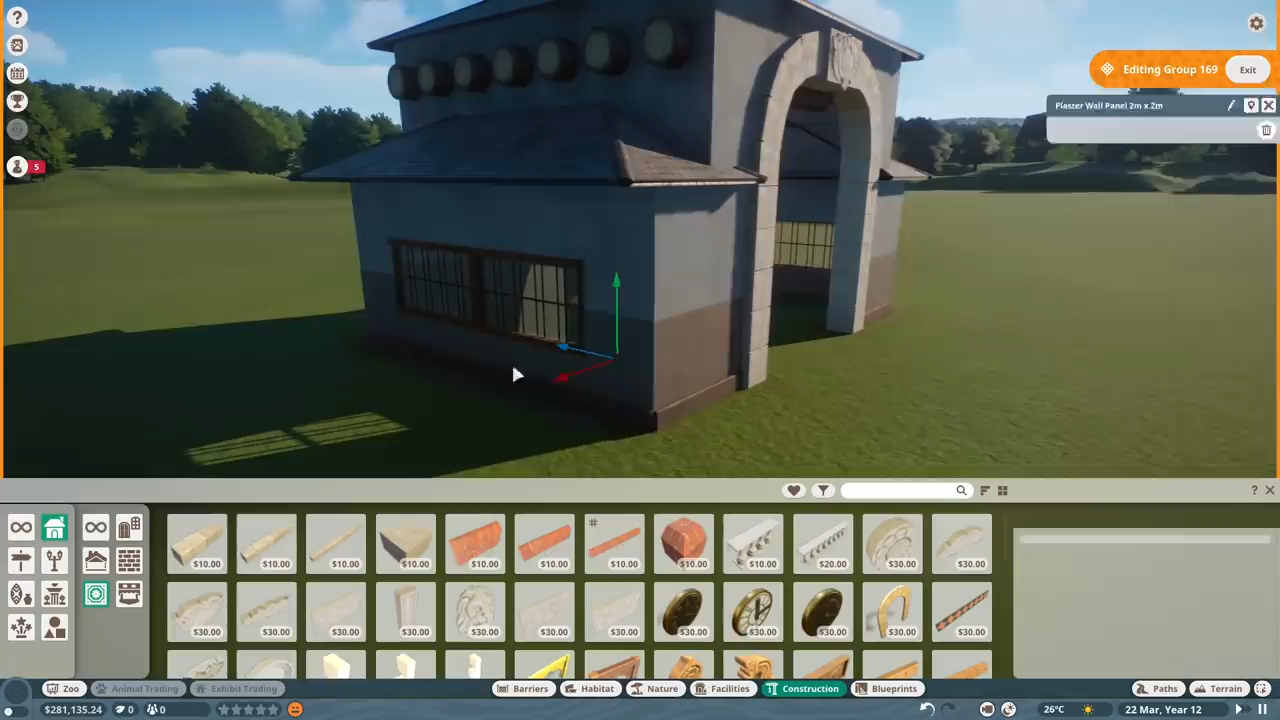 ?
Editing Group 169
Exit
Plaster Wall Panel 2m x 2m
5
?
$10.00 $10.00 $10.00 $10.00 $10.00 $10.00 # $10.00 $10.00 $10.00 $20.00 $30.00 $30.00
$30.00 $30.00 $30.00 $30.00 $30.00 $30.00 $30.00 $30.00 $30.00 $30.00 $30.00 $30.00
Zoo Animal Trading Exhibit Trading Barriers Habitat Nature Facilities Construction Blueprints Paths Terrain
$281,135.24 0 0 26°C 22 Mar, Year 12